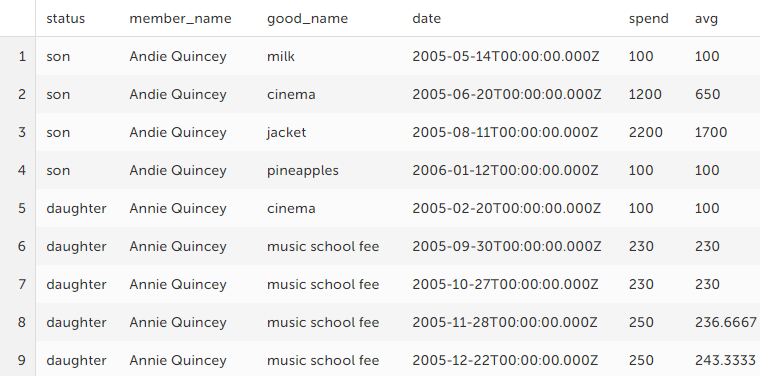 status member_name good_name date spend avg
1 son Andie Quincey milk 2005-05-14T00:00:00.000Z 100 100
2 son Andie Quincey cinema 2005-06-20T00:00:00.000Z 1200 650
3 son Andie Quincey jacket 2005-08-11T00:00:00.000Z 2200 1700
4 son Andie Quincey pineapples 2006-01-12T00:00:00.000Z 100 100
5 daughter Annie Quincey cinema 2005-02-20T00:00:00.000Z 100 100
6 daughter Annie Quincey music school fee 2005-09-30T00:00:00.000Z 230 230
7 daughter Annie Quincey music school fee 2005-10-27T00:00:00.000Z 230 230
8 daughter Annie Quincey music school fee 2005-11-28T00:00:00.000Z 250 236.6667
9 daughter Annie Quincey music school fee 2005-12-22T00:00:00.000Z 250 243.3333